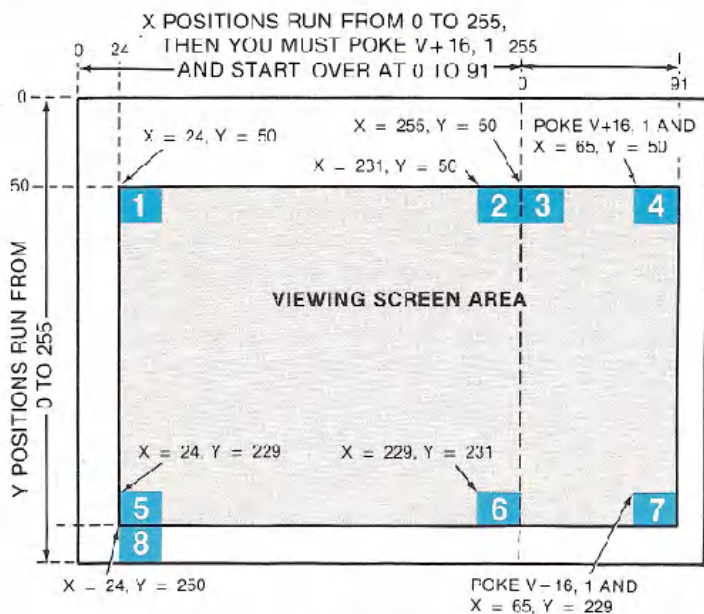 X POSITIONS RUN FROM 0 TO 255,
THEN YOU MUST POKE V+16, 1
AND START OVER AT 0 TO 91
0 24 255
0 91
0
X = 24, Y = 50
X = 255, Y = 50
X – 231, Y = 50
POKE V+16, 1 AND
X = 65, Y = 50
50
1 2 3 4
VIEWING SCREEN AREA
Y POSITIONS RUN FROM
0 TO 255
X = 24, Y = 229
X = 229, Y = 231
5 6 7
8
X – 24, Y = 250
POKE V–16, 1 AND
X = 65, Y = 229